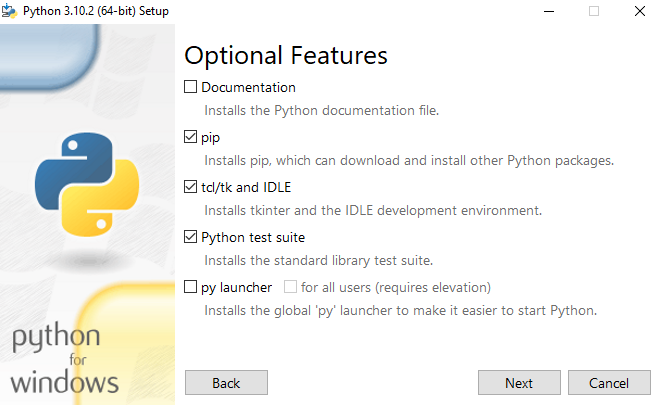 Python 3.10.2 (64-bit) Setup
Optional Features
Documentation
Installs the Python documentation file.
pip
Installs pip, which can download and install other Python packages.
tcl/tk and IDLE
Installs tkinter and the IDLE development environment.
Python test suite
Installs the standard library test suite.
py launcher for all users (requires elevation)
Installs the global 'py' launcher to make it easier to start Python.
python
for
windows
Back Next Cancel